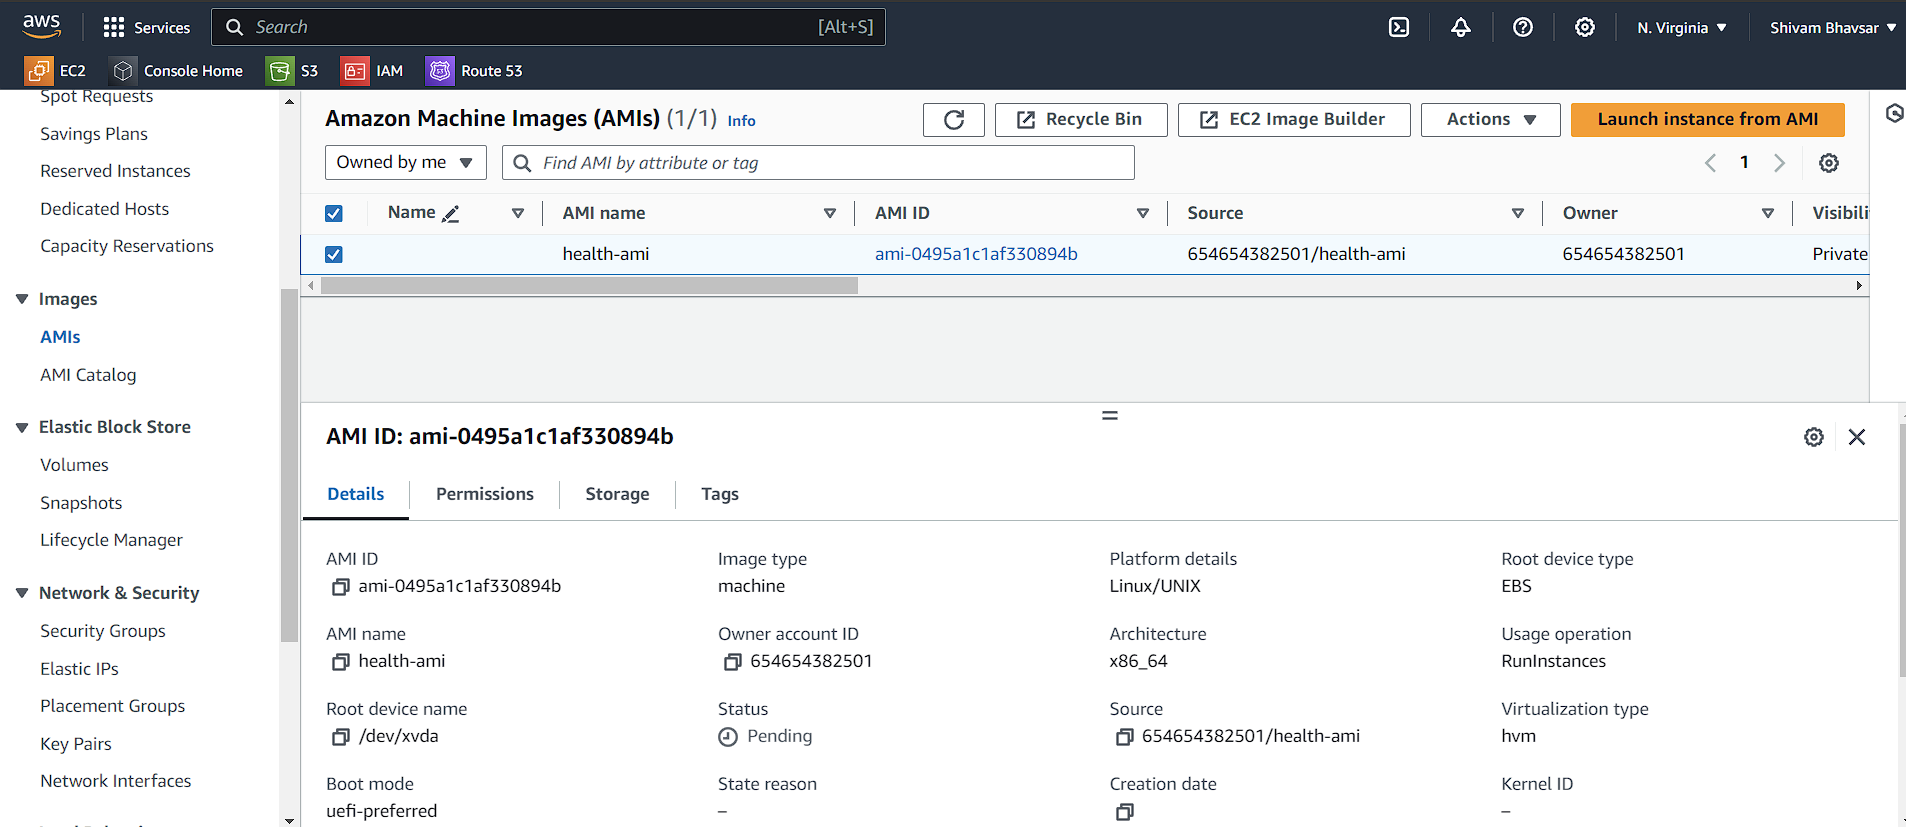 aws
Services
Search [Alt+S]
N. Virginia
Shivam Bhavsar
EC2
Console Home
S3
IAM
Route 53
Spot Requests
Savings Plans
Reserved Instances
Dedicated Hosts
Capacity Reservations
Images
AMIs
AMI Catalog
Elastic Block Store
Volumes
Snapshots
Lifecycle Manager
Network & Security
Security Groups
Elastic IPs
Placement Groups
Key Pairs
Network Interfaces
Amazon Machine Images (AMIs) (1/1) Info
Recycle Bin
EC2 Image Builder
Actions
Launch instance from AMI
Owned by me
Find AMI by attribute or tag
1
Name AMI name AMI ID Source Owner Visibili
health-ami ami-0495a1c1af330894b 654654382501/health-ami 654654382501 Private
AMI ID: ami-0495a1c1af330894b
Details Permissions Storage Tags
AMI ID
ami-0495a1c1af330894b
Image type
machine
Platform details
Linux/UNIX
Root device type
EBS
AMI name
health-ami
Owner account ID
654654382501
Architecture
x86_64
Usage operation
RunInstances
Root device name
/dev/xvda
Status
Pending
Source
654654382501/health-ami
Virtualization type
hvm
Boot mode
uefi-preferred
State reason
–
Creation date
Kernel ID
–